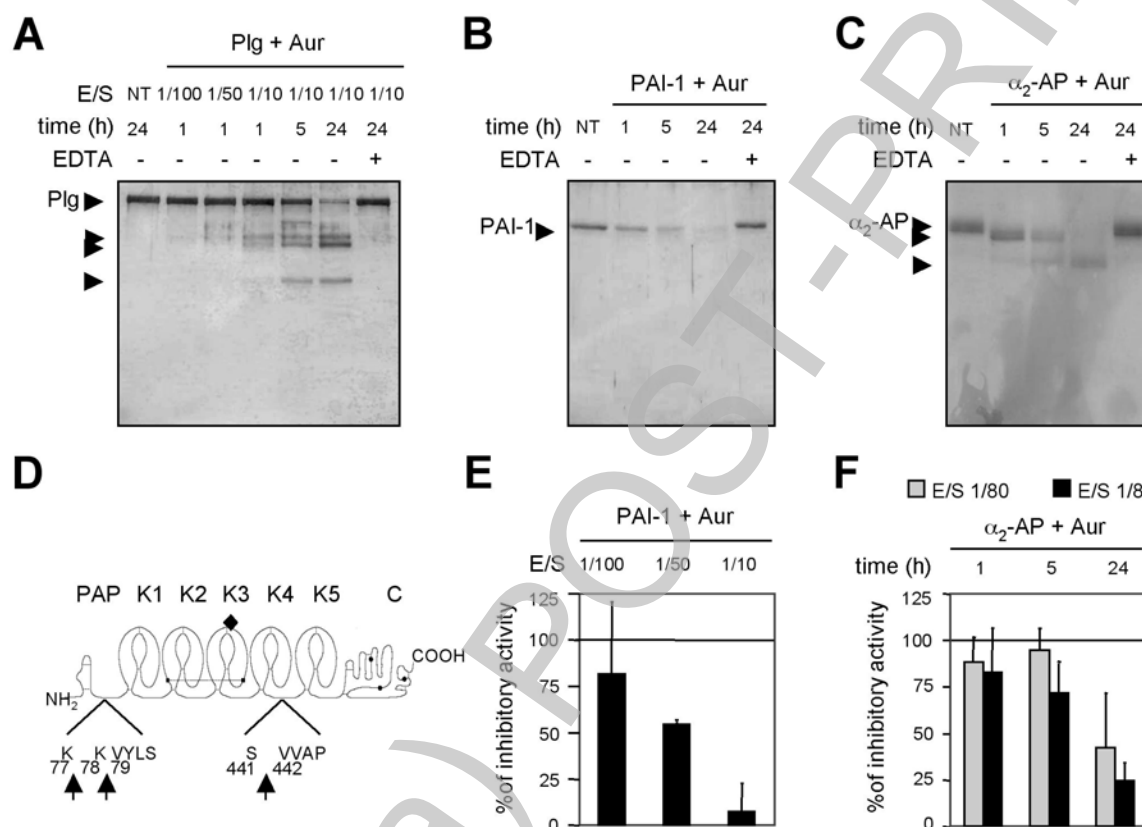 A
Plg + Aur
E/S NT 1/100 1/50 1/10 1/10 1/10 1/10
time (h) 24 1 1 1 5 24 24
EDTA - - - - - - +
Plg
B
PAI-1 + Aur
time (h) NT 1 5 24 24
EDTA - - - - +
PAI-1
C
α2-AP + Aur
time (h) NT 1 5 24 24
EDTA - - - - +
α2-AP
D
PAP K1 K2 K3 K4 K5 C
COOH
NH2
K K VYLS S VVAP
77 78 79 441 442
E
PAI-1 + Aur
E/S 1/100 1/50 1/10
% of inhibitory activity
125
100
75
50
25
0
F
E/S 1/80 E/S 1/8
α2-AP + Aur
time (h) 1 5 24
% of inhibitory activity
125
100
75
50
25
0
) POST-PRI